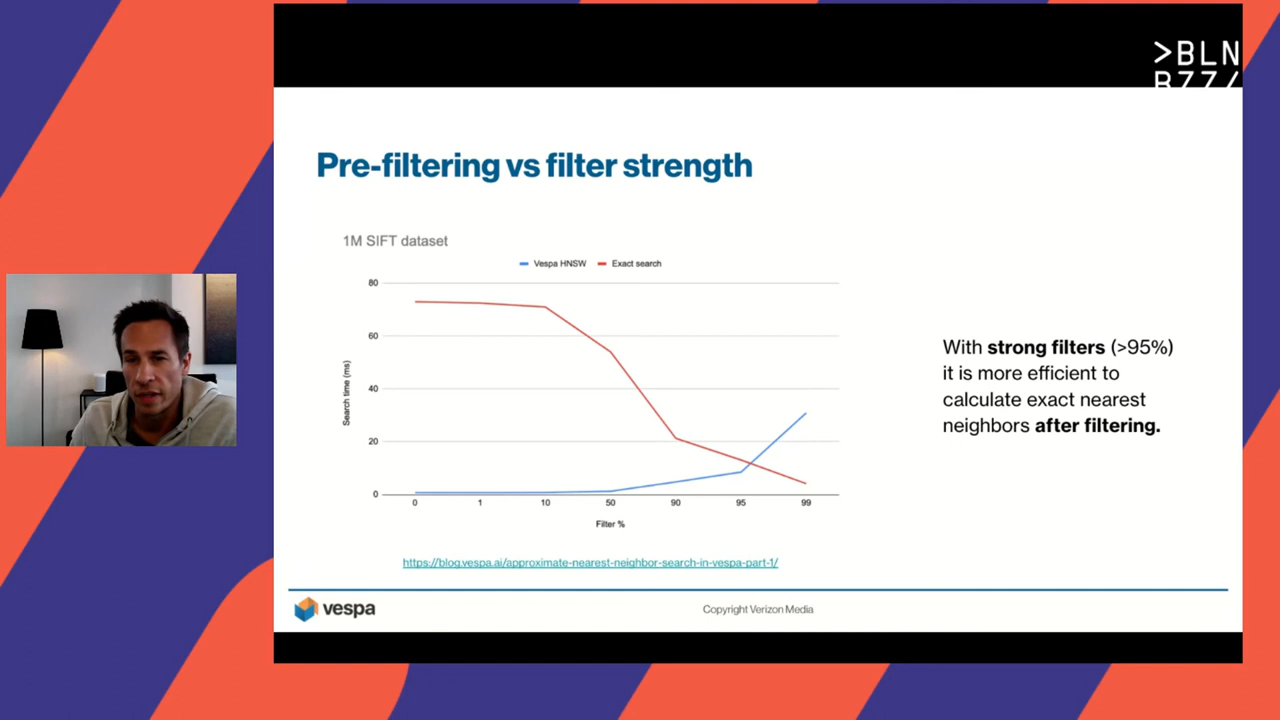 >BLN
BZZ/
Pre-filtering vs filter strength
1M SIFT dataset
Vespa HNSW
Exact search
80
60
40
20
0
Search time (ms)
0 1 10 50 90 95 99
Filter %
With strong filters (>95%)
it is more efficient to
calculate exact nearest
neighbors after filtering.
https://blog.vespa.ai/approximate-nearest-neighbor-search-in-vespa-part-1/
vespa
Copyright Verizon Media